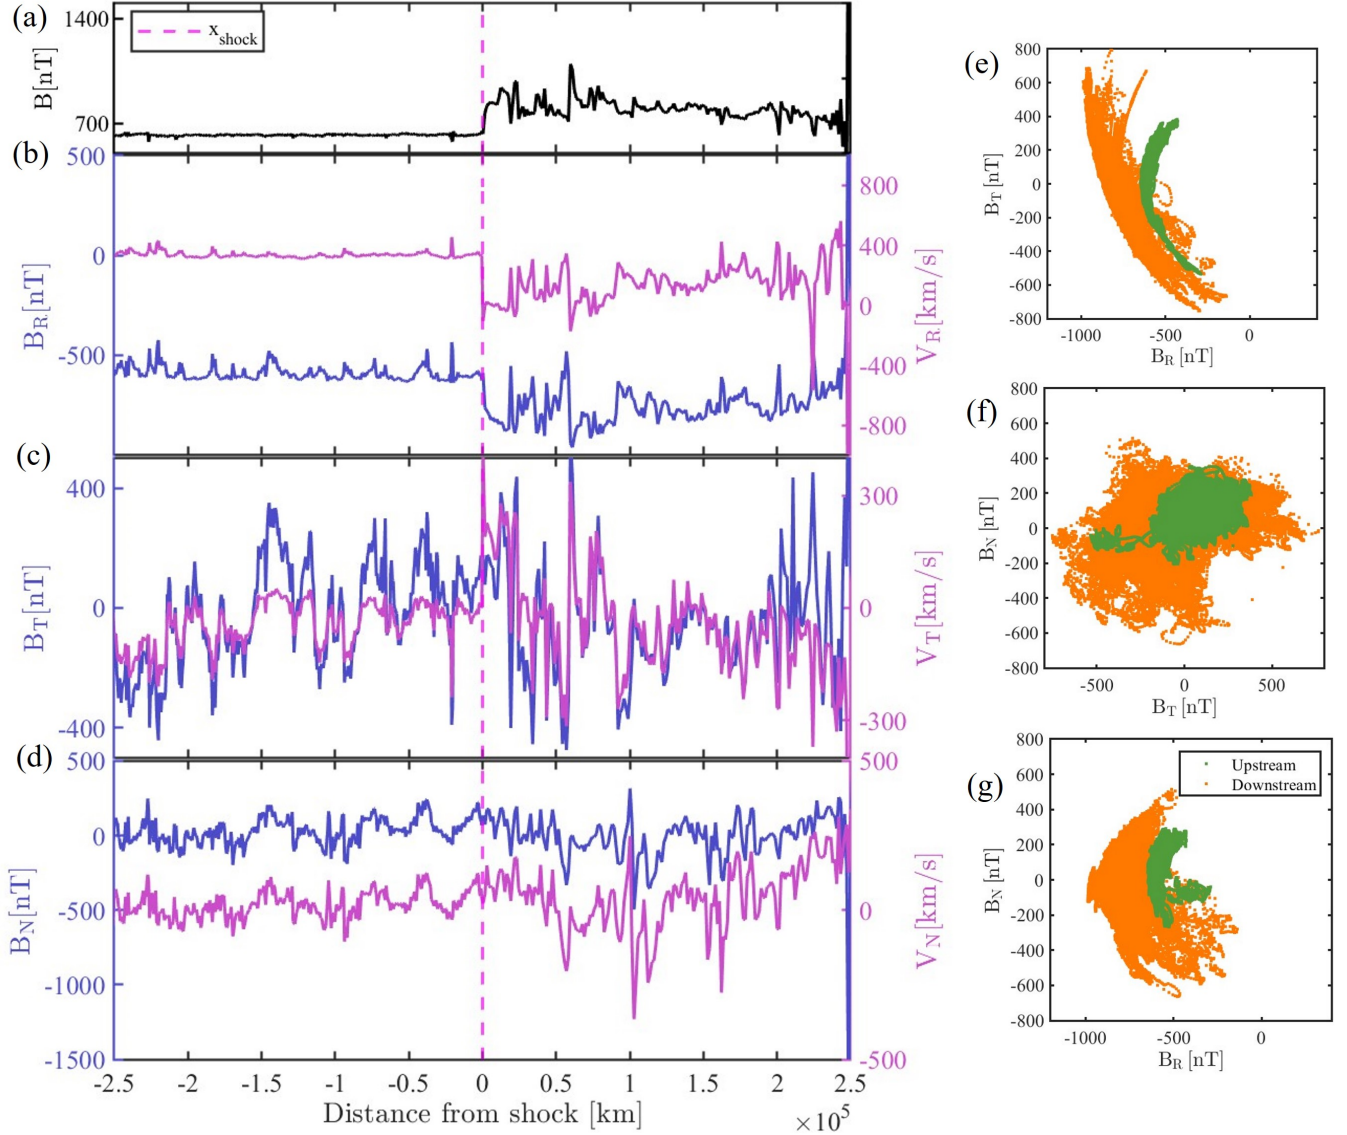 (a)
1400
700
B[nT]
x_shock
(b)
500
0
-500
B_R[nT]
800
400
0
-400
-800
V_R[km/s]
(c)
400
0
-400
B_T[nT]
300
0
-300
V_T[km/s]
(d)
500
0
-500
-1000
-1500
B_N[nT]
500
0
-500
V_N[km/s]
-2.5 -2 -1.5 -1 -0.5 0 0.5 1 1.5 2 2.5
Distance from shock [km]
×10^5
(e)
800
600
400
200
0
-200
-400
-600
-800
B_T [nT]
-1000 -500 0
B_R [nT]
(f)
800
600
400
200
0
-200
-400
-600
-800
B_N [nT]
-500 0 500
B_T [nT]
(g)
800
600
400
200
0
-200
-400
-600
-800
B_N [nT]
Upstream
Downstream
-1000 -500 0
B_R [nT]